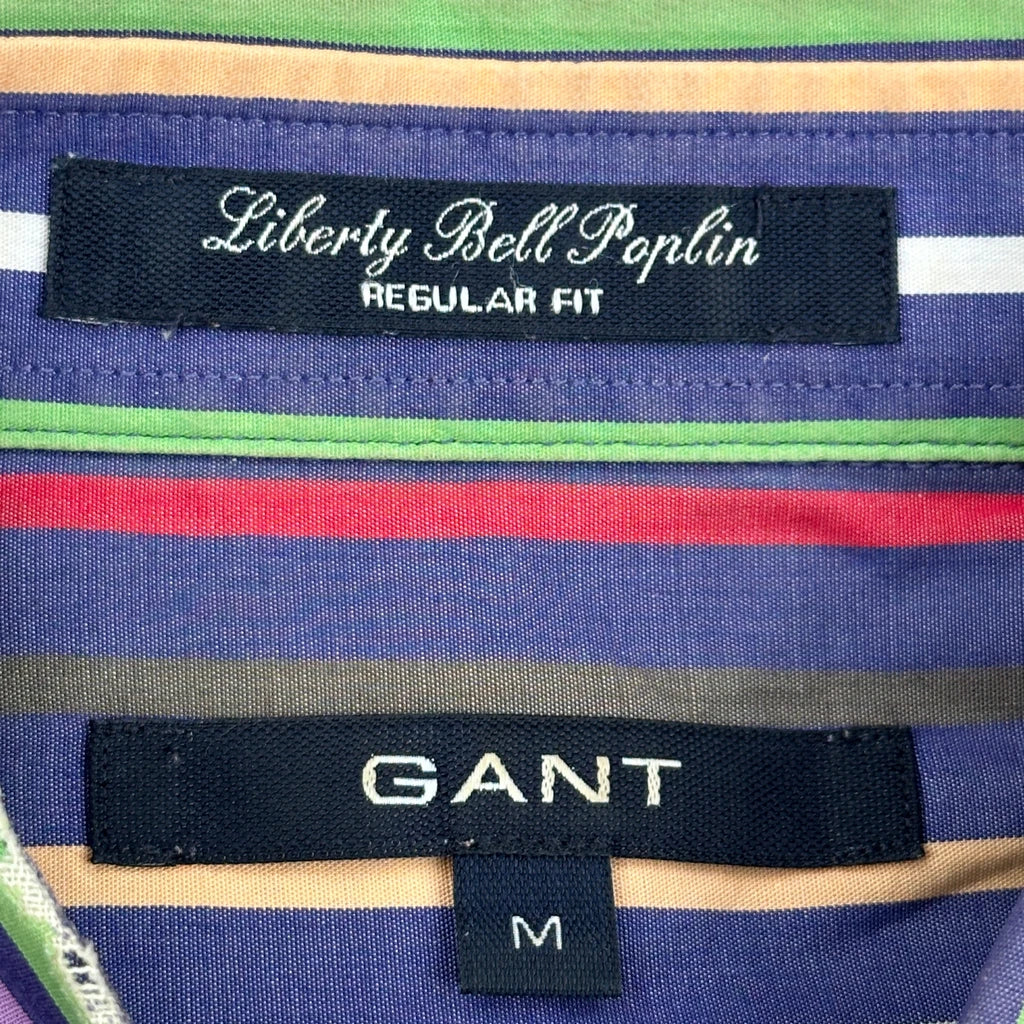 Liberty Bell Poplin
REGULAR FIT
GANT
M